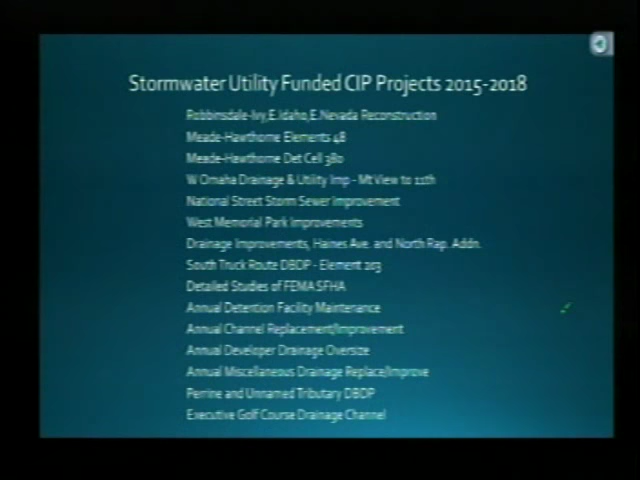 Stormwater Utility Funded CIP Projects 2015-2018
Robbinsdale-Ivy,E.Idaho,E.Nevada Reconstruction
Meade-Hawthorne Elements 48
Meade-Hawthorne Det Cell 380
W Omaha Drainage & Utility Imp - Mt View to 11th
National Street Storm Sewer Improvement
West Memorial Park Improvements
Drainage Improvements, Haines Ave. and North Rap. Addn.
South Truck Route DBDP - Element 203
Detailed Studies of FEMA SFHA
Annual Detention Facility Maintenance
Annual Channel Replacement/Improvement
Annual Developer Drainage Oversize
Annual Miscellaneous Drainage Replace/Improve
Perrine and Unnamed Tributary DBDP
Executive Golf Course Drainage Channel